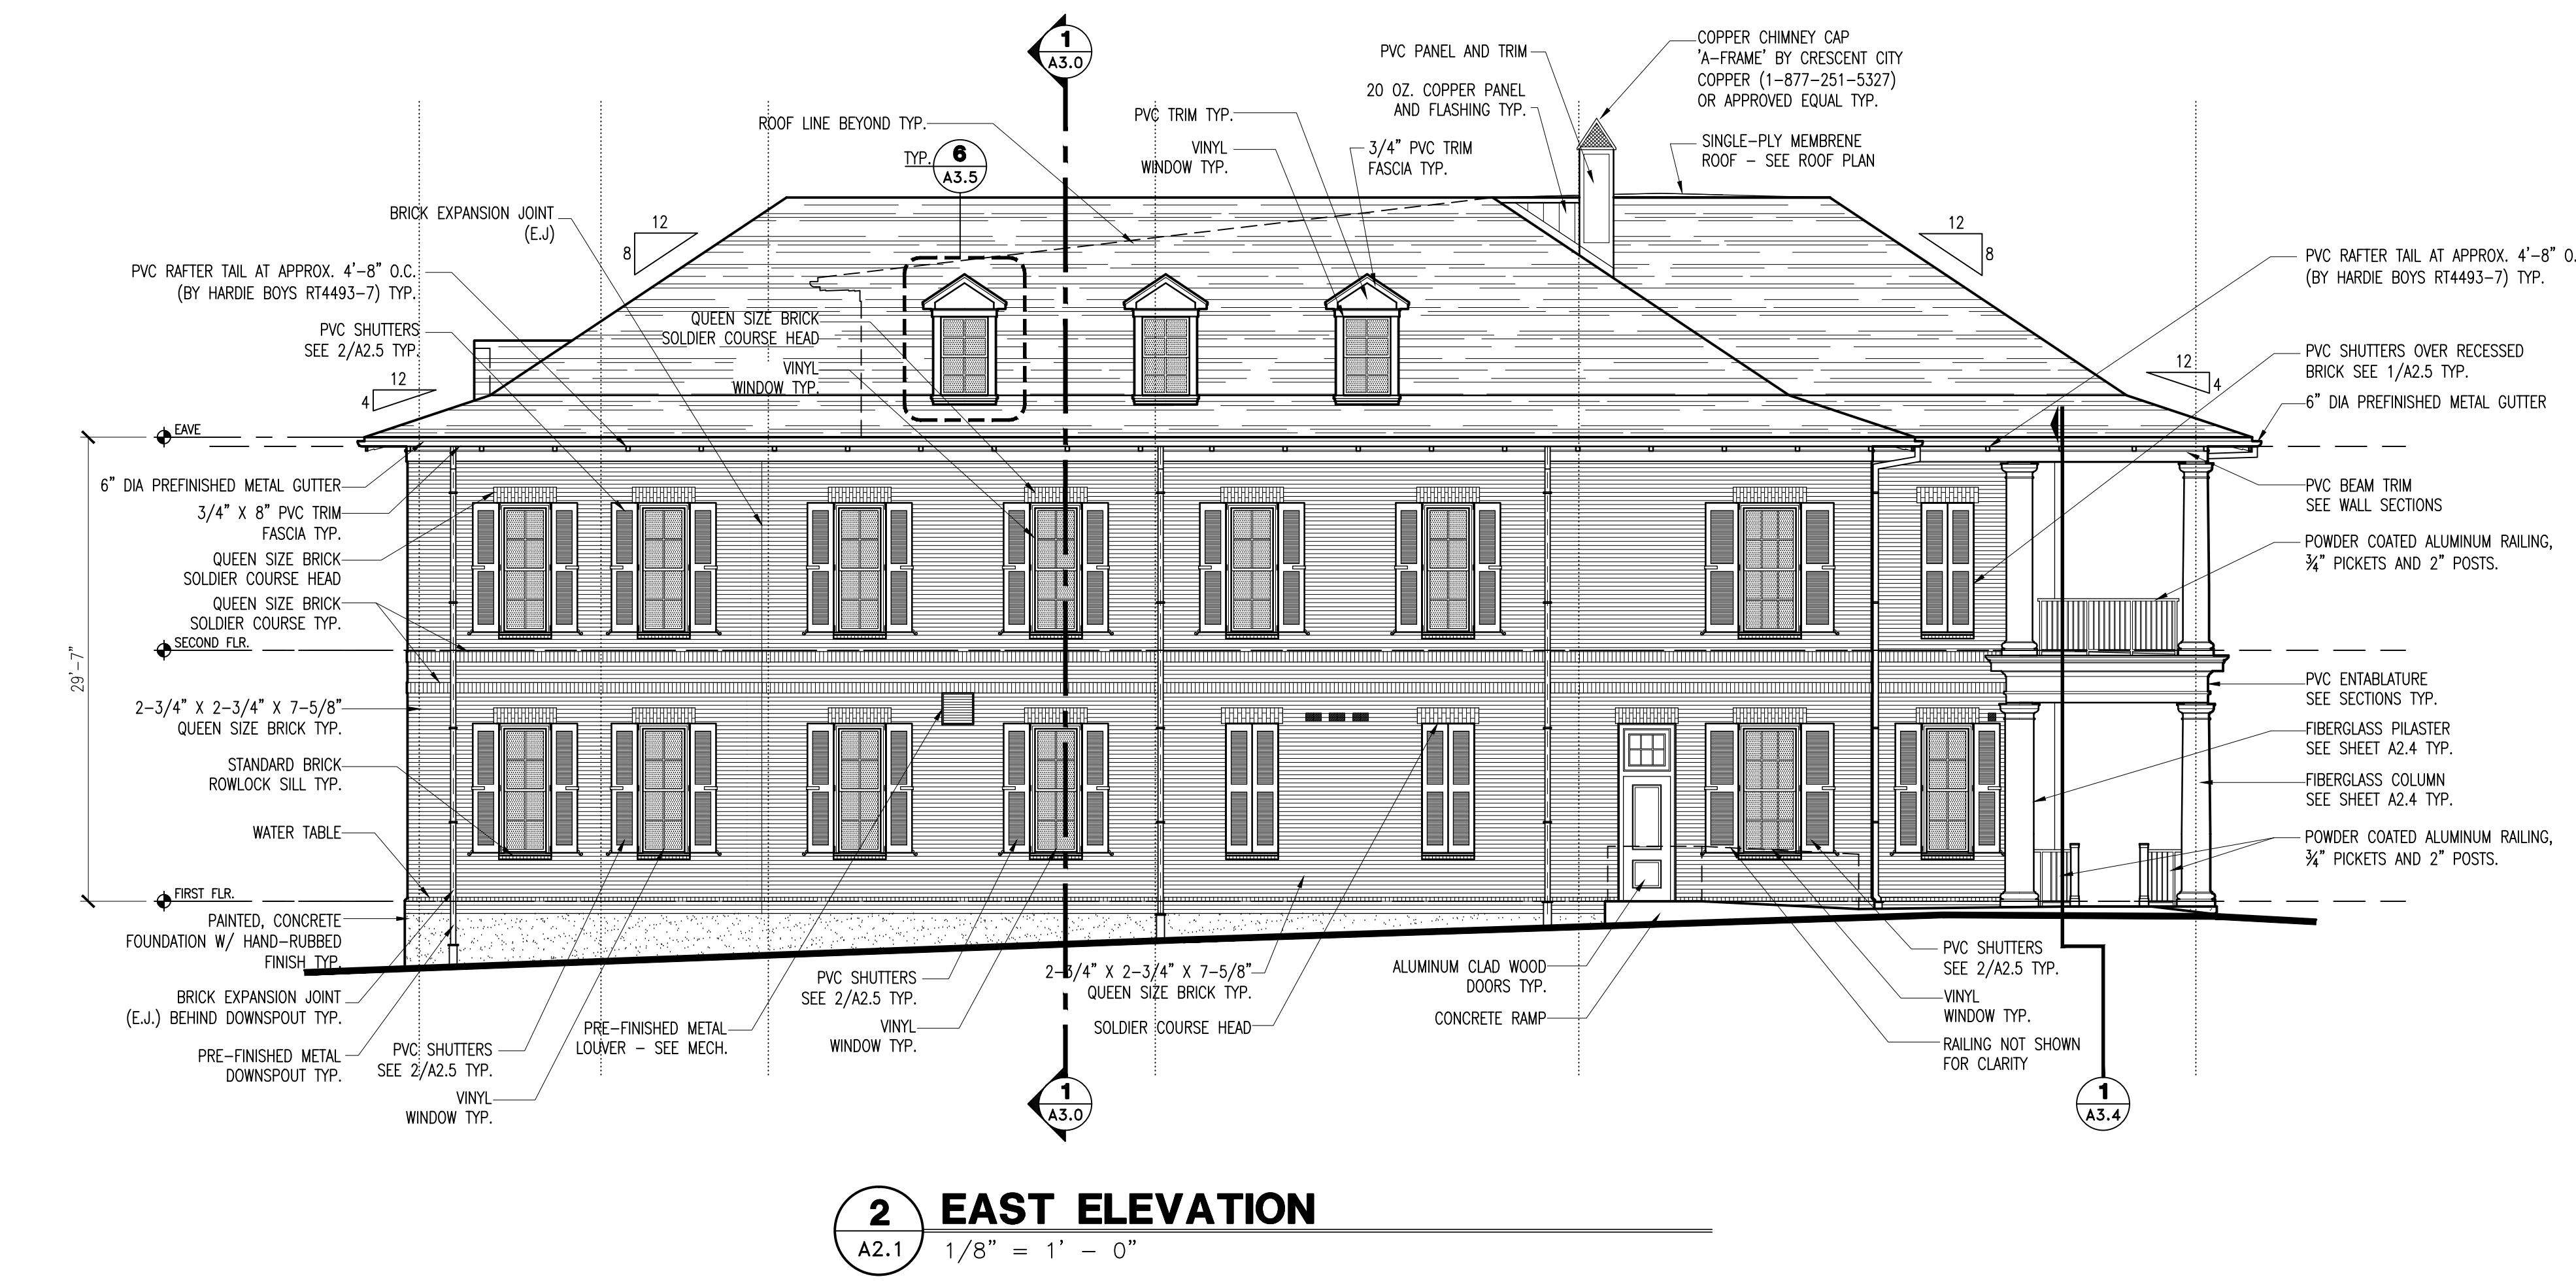 1
A3.0
PVC PANEL AND TRIM
COPPER CHIMNEY CAP
'A-FRAME' BY CRESCENT CITY
COPPER (1-877-251-5327)
OR APPROVED EQUAL TYP.
20 OZ. COPPER PANEL
AND FLASHING TYP.
ROOF LINE BEYOND TYP.
PVC TRIM TYP.
VINYL
WINDOW TYP.
3/4" PVC TRIM
FASCIA TYP.
SINGLE-PLY MEMBRENE
ROOF - SEE ROOF PLAN
TYP.
6
A3.5
BRICK EXPANSION JOINT
(E.J)
12
8
12
8
PVC RAFTER TAIL AT APPROX. 4'-8" O.C.
(BY HARDIE BOYS RT4493-7) TYP.
PVC RAFTER TAIL AT APPROX. 4'-8" O.
(BY HARDIE BOYS RT4493-7) TYP.
PVC SHUTTERS
SEE 2/A2.5 TYP.
QUEEN SIZE BRICK
SOLDIER COURSE HEAD
VINYL
WINDOW TYP.
12
4
12
4
PVC SHUTTERS OVER RECESSED
BRICK SEE 1/A2.5 TYP.
6" DIA PREFINISHED METAL GUTTER
EAVE
29'-7"
6" DIA PREFINISHED METAL GUTTER
3/4" X 8" PVC TRIM
FASCIA TYP.
QUEEN SIZE BRICK
SOLDIER COURSE HEAD
QUEEN SIZE BRICK
SOLDIER COURSE TYP.
SECOND FLR.
2-3/4" X 2-3/4" X 7-5/8"
QUEEN SIZE BRICK TYP.
STANDARD BRICK
ROWLOCK SILL TYP.
WATER TABLE
FIRST FLR.
PAINTED, CONCRETE
FOUNDATION W/ HAND-RUBBED
FINISH TYP.
BRICK EXPANSION JOINT
(E.J.) BEHIND DOWNSPOUT TYP.
PRE-FINISHED METAL
DOWNSPOUT TYP.
PVC BEAM TRIM
SEE WALL SECTIONS
POWDER COATED ALUMINUM RAILING,
¾" PICKETS AND 2" POSTS.
PVC ENTABLATURE
SEE SECTIONS TYP.
FIBERGLASS PILASTER
SEE SHEET A2.4 TYP.
FIBERGLASS COLUMN
SEE SHEET A2.4 TYP.
POWDER COATED ALUMINUM RAILING,
¾" PICKETS AND 2" POSTS.
PVC SHUTTERS
SEE 2/A2.5 TYP.
VINYL
WINDOW TYP.
PRE-FINISHED METAL
LOUVER - SEE MECH.
PVC SHUTTERS
SEE 2/A2.5 TYP.
VINYL
WINDOW TYP.
2-3/4" X 2-3/4" X 7-5/8"
QUEEN SIZE BRICK TYP.
SOLDIER COURSE HEAD
ALUMINUM CLAD WOOD
DOORS TYP.
CONCRETE RAMP
PVC SHUTTERS
SEE 2/A2.5 TYP.
VINYL
WINDOW TYP.
RAILING NOT SHOWN
FOR CLARITY
1
A3.0
1
A3.4
2
A2.1
EAST ELEVATION
1/8" = 1' - 0"